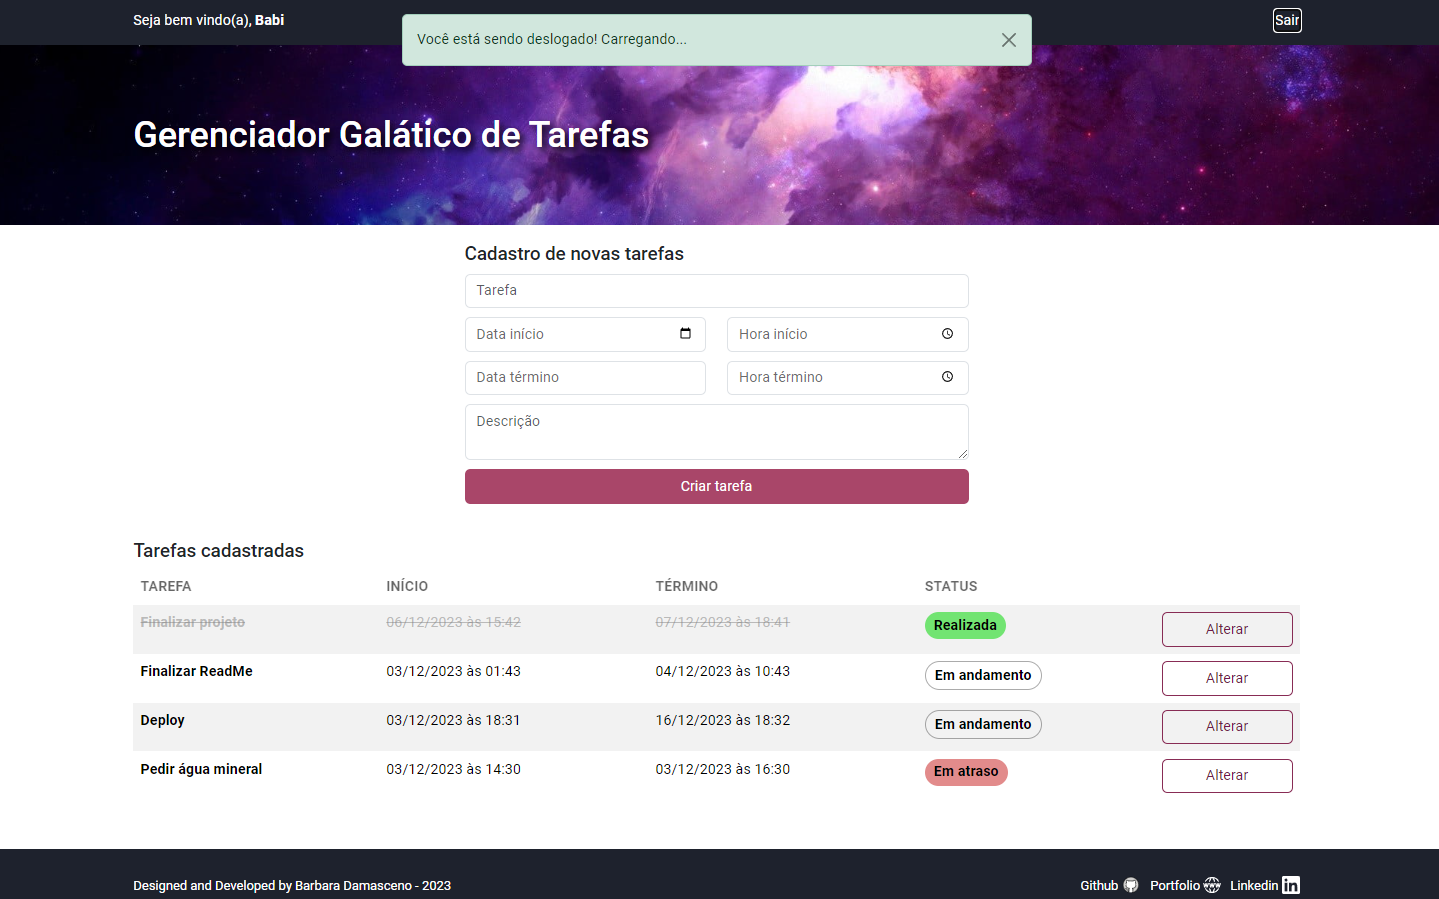 Seja bem vindo(a), Babi
Você está sendo deslogado! Carregando...
Sair
Gerenciador Galático de Tarefas
Cadastro de novas tarefas
Tarefa
Data início Hora início
Data término Hora término
Descrição
Criar tarefa
Tarefas cadastradas
TAREFA INÍCIO TÉRMINO STATUS
Finalizar projeto 06/12/2023 às 15:42 07/12/2023 às 18:41 Realizada Alterar
Finalizar ReadMe 03/12/2023 às 01:43 04/12/2023 às 10:43 Em andamento Alterar
Deploy 03/12/2023 às 18:31 16/12/2023 às 18:32 Em andamento Alterar
Pedir água mineral 03/12/2023 às 14:30 03/12/2023 às 16:30 Em atraso Alterar
Designed and Developed by Barbara Damasceno - 2023 Github Portfolio Linkedin